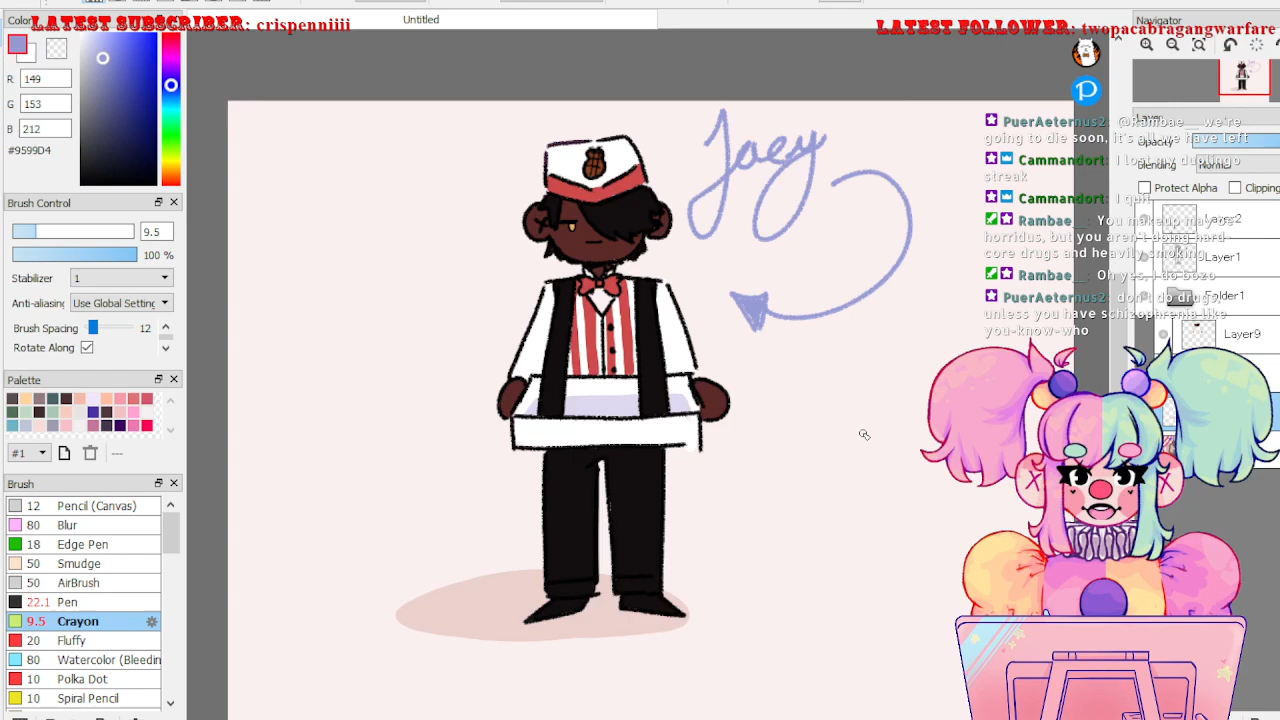 Color
Untitled
Navigator
LATEST SUBSCRIBER: crispenniiii
LATEST FOLLOWER: twopacabragangwarfare
R 149
G 153
B 212
#9599D4
Brush Control
9.5
100 %
Stabilizer 1
Anti-aliasing Use Global Setting
Brush Spacing 12
Rotate Along
Palette
#1
Brush
12 Pencil (Canvas)
80 Blur
18 Edge Pen
50 Smudge
50 AirBrush
22.1 Pen
9.5 Crayon
20 Fluffy
80 Watercolor (Bleedin
10 Polka Dot
10 Spiral Pencil
Joey
PuerAeternus2: @Rambae__ we're
going to die soon, it's all we have left
Cammandort: I lost my duolingo
streak
Cammandort: I quit
Rambae__: You makeup may be
horridus, but you aren't doing hard
core drugs and heavily smoking
Rambae__: Oh yes, I do Gozo
PuerAeternus2: don't do drugs,
unless you have schizophrenia like
you-know-who
Layer
Opacity
Blending Normal
Protect Alpha Clipping
Layer2
Layer1
Folder1
Layer9